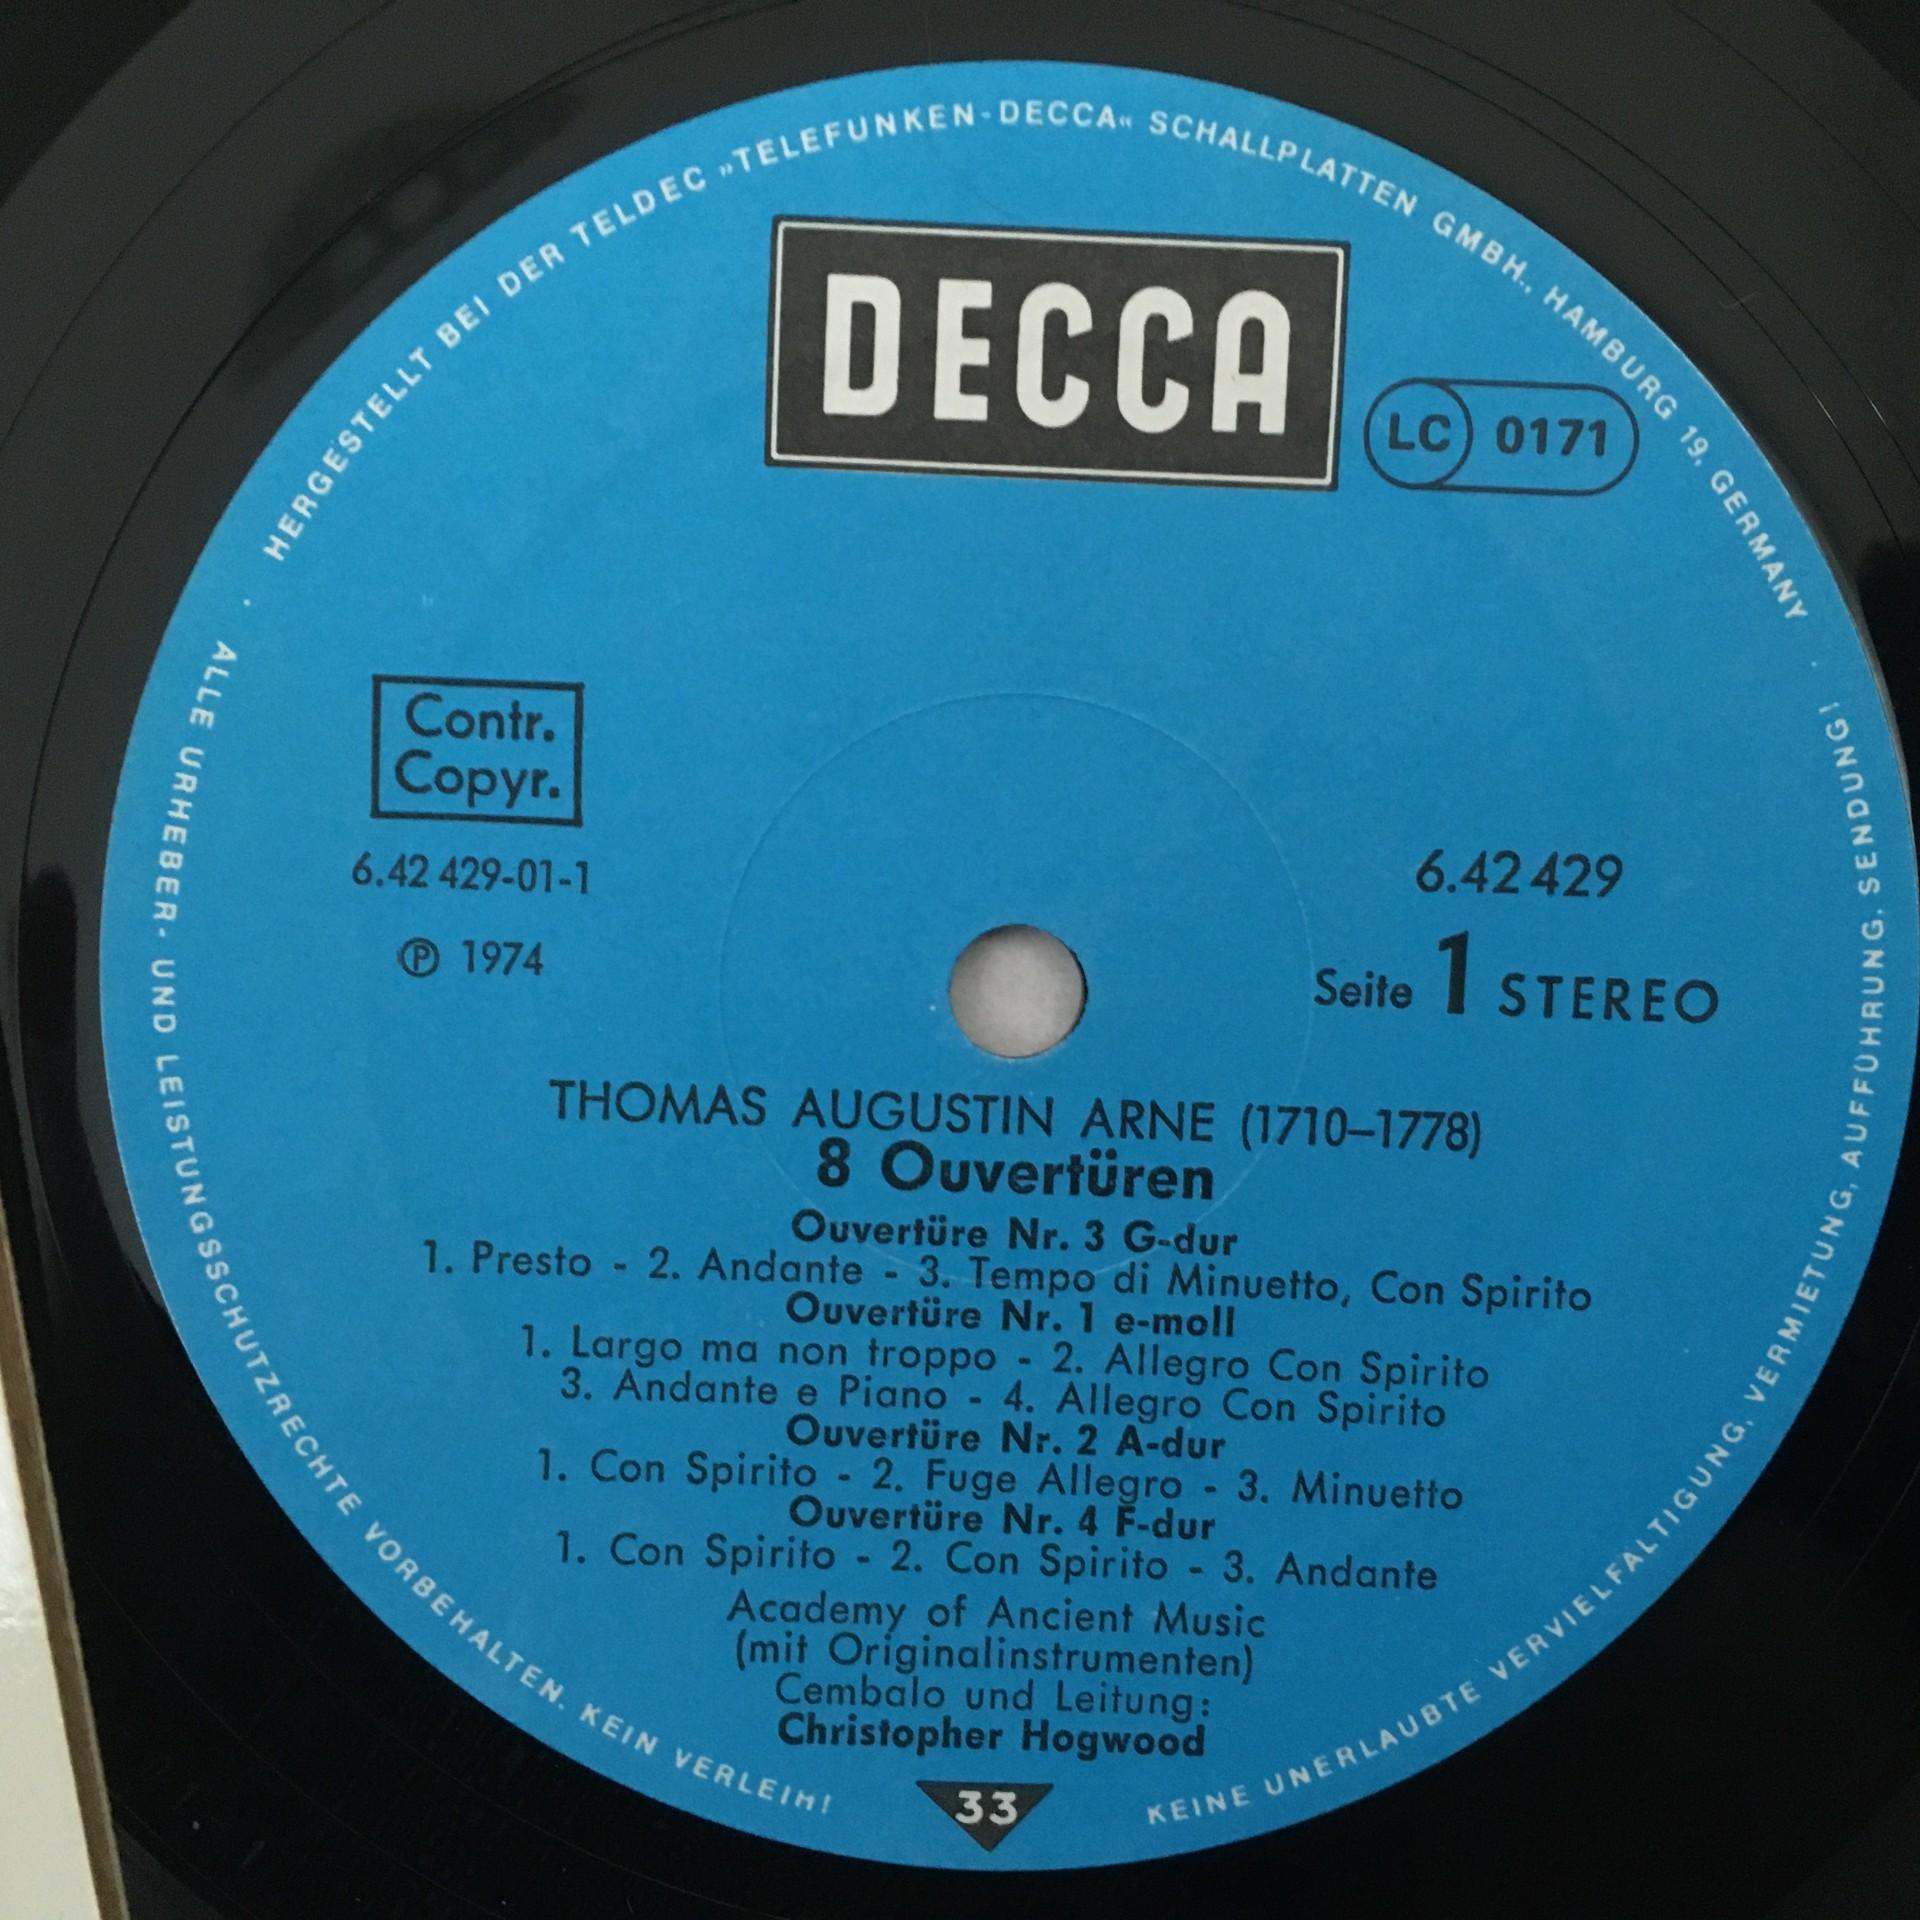 HERGESTELLT BEI DER TELDEC »TELEFUNKEN-DECCA« SCHALLPLATTEN GMBH., HAMBURG 19, GERMANY ·
DECCA
LC 0171
Contr.
Copyr.
6.42 429-01-1
℗ 1974
6.42 429
Seite 1 STEREO
THOMAS AUGUSTIN ARNE (1710–1778)
8 Ouvertüren
Ouvertüre Nr. 3 G-dur
1. Presto - 2. Andante - 3. Tempo di Minuetto, Con Spirito
Ouvertüre Nr. 1 e-moll
1. Largo ma non troppo - 2. Allegro Con Spirito
3. Andante e Piano - 4. Allegro Con Spirito
Ouvertüre Nr. 2 A-dur
1. Con Spirito - 2. Fuge Allegro - 3. Minuetto
Ouvertüre Nr. 4 F-dur
1. Con Spirito - 2. Con Spirito - 3. Andante
Academy of Ancient Music
(mit Originalinstrumenten)
Cembalo und Leitung:
Christopher Hogwood
33
· ALLE URHEBER- UND LEISTUNGSSCHUTZRECHTE VORBEHALTEN. KEIN VERLEIH!
KEINE UNERLAUBTE VERVIELFÄLTIGUNG, VERMIETUNG, AUFFÜHRUNG, SENDUNG!